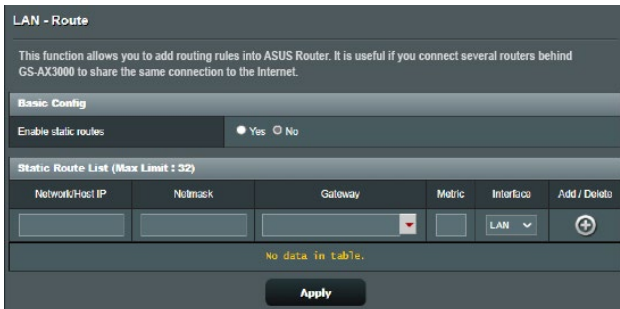 LAN - Route
This function allows you to add routing rules into ASUS Router. It is useful if you connect several routers behind
GS-AX3000 to share the same connection to the Internet.
Basic Config
Enable static routes Yes No
Static Route List (Max Limit : 32)
Network/Host IP Netmask Gateway Metric Interface Add / Delete
LAN
No data in table.
Apply